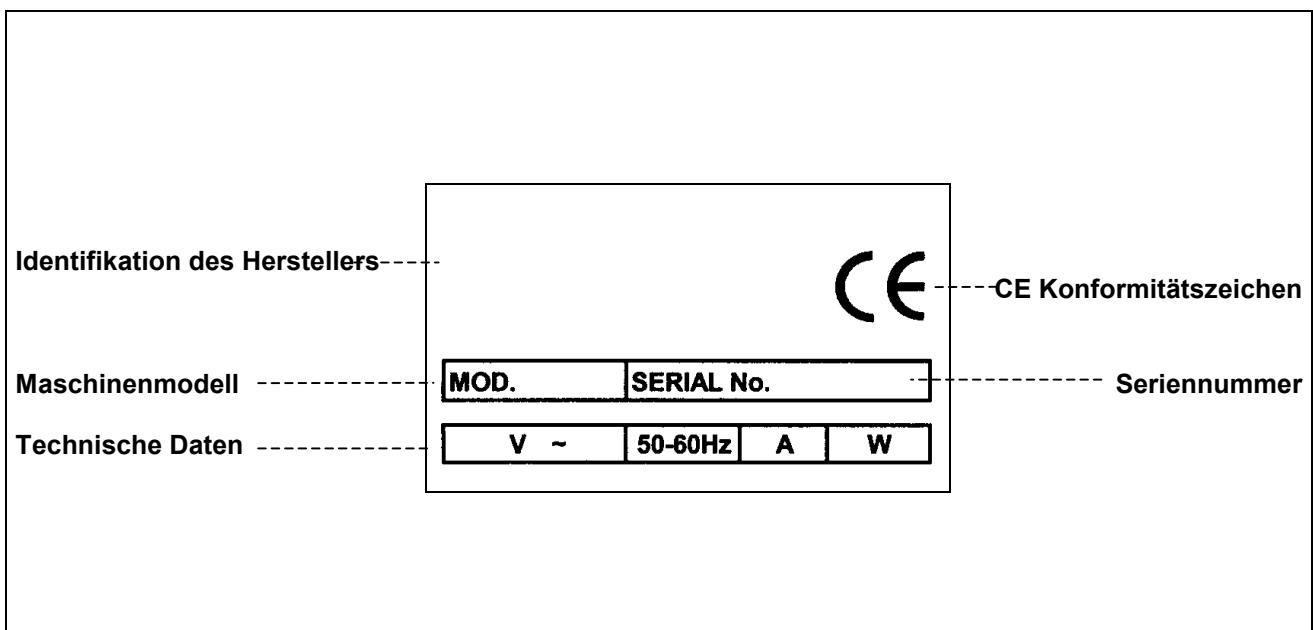 Identifikation des Herstellers
CE
CE Konformitätszeichen
Maschinenmodell
MOD.
SERIAL No.
Seriennummer
Technische Daten
V ~
50-60Hz
A
W